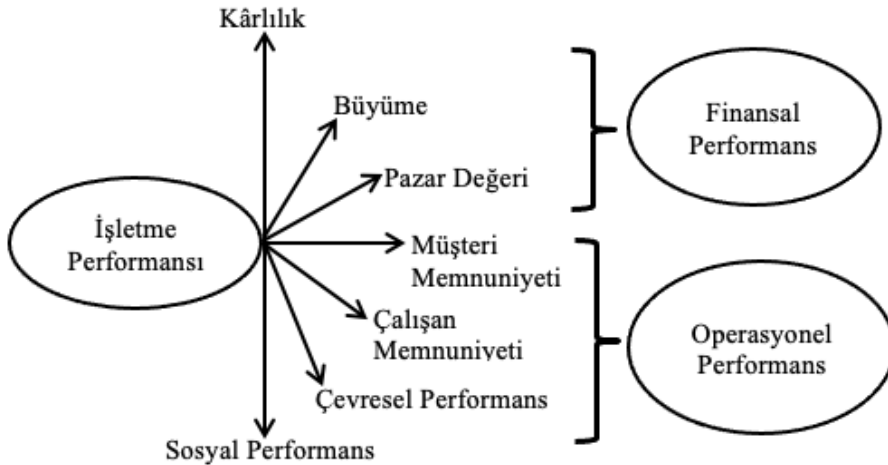 Kârlılık
Büyüme
Pazar Değeri
Finansal
Performans
İşletme
Performansı
Müşteri
Memnuniyeti
Çalışan
Memnuniyeti
Çevresel Performans
Sosyal Performans
Operasyonel
Performans